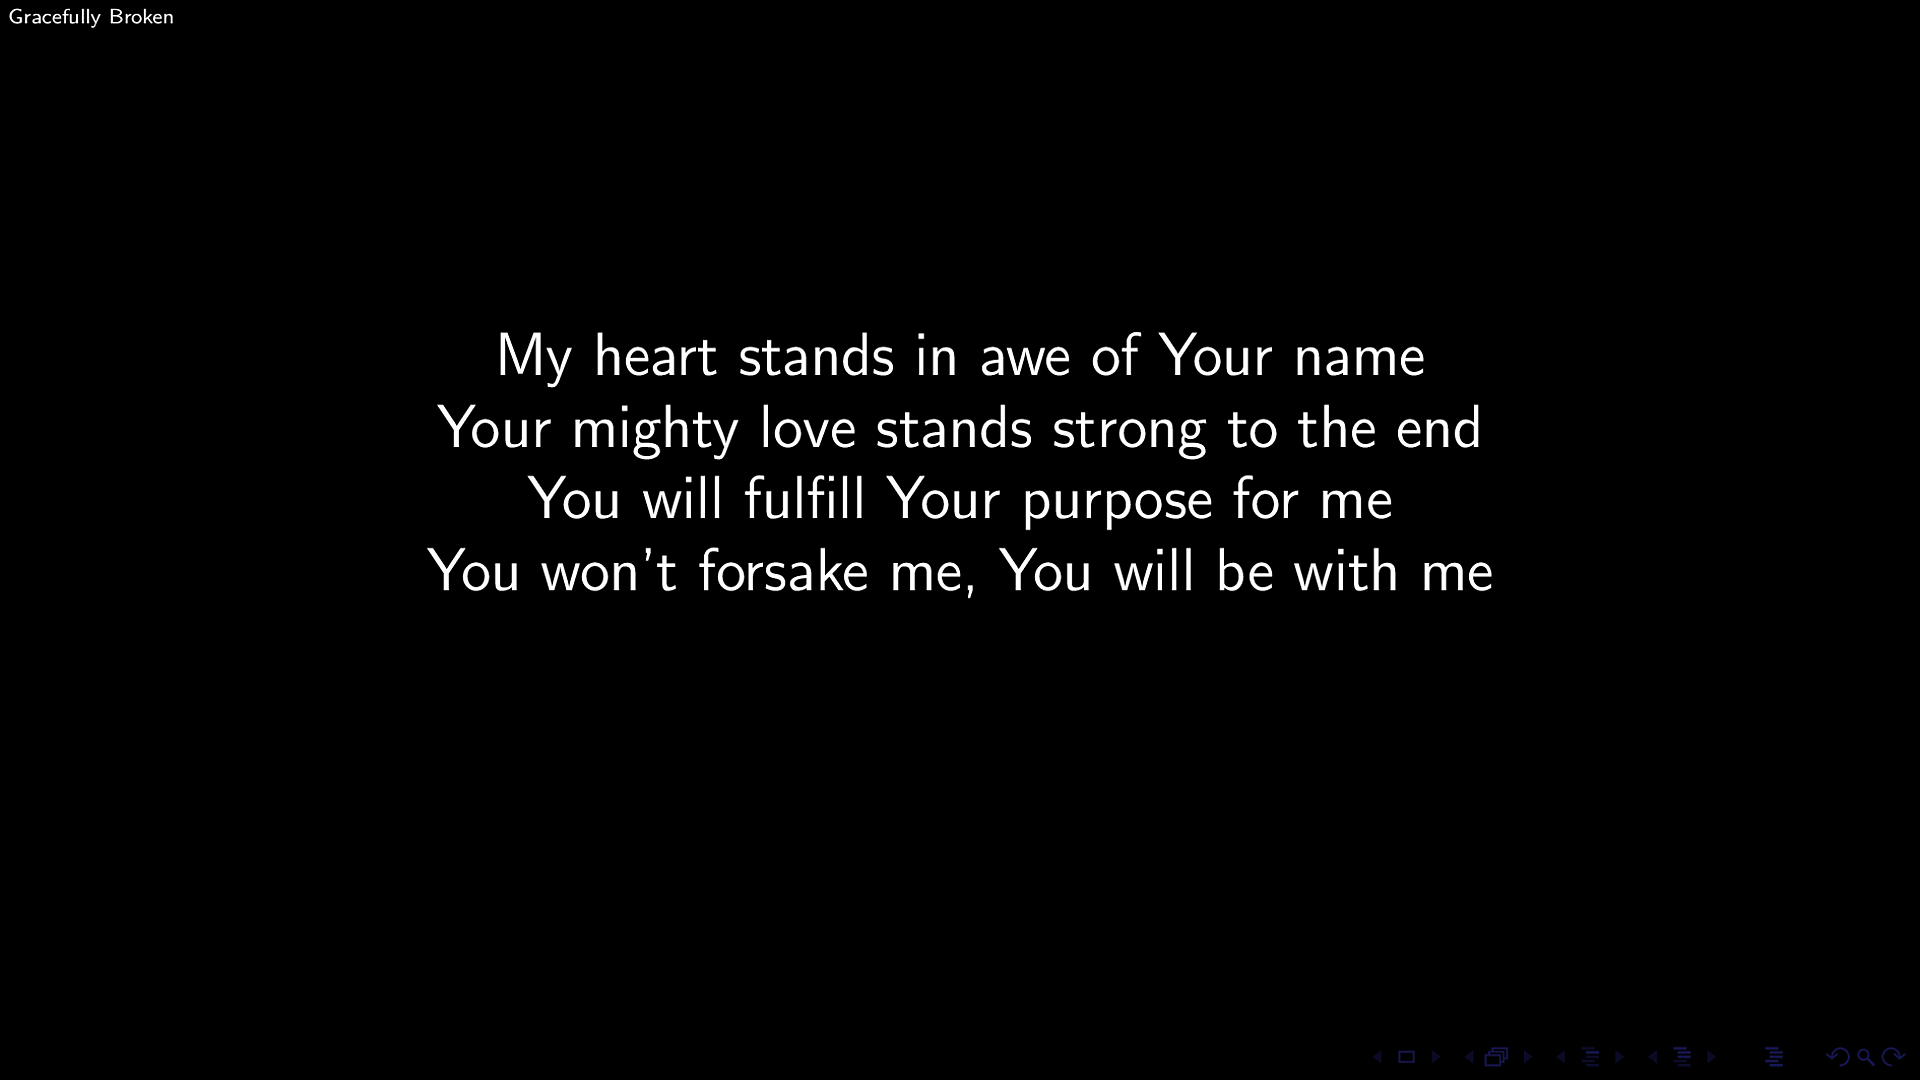 Gracefully Broken
My heart stands in awe of Your name
Your mighty love stands strong to the end
You will fulfill Your purpose for me
You won't forsake me, You will be with me